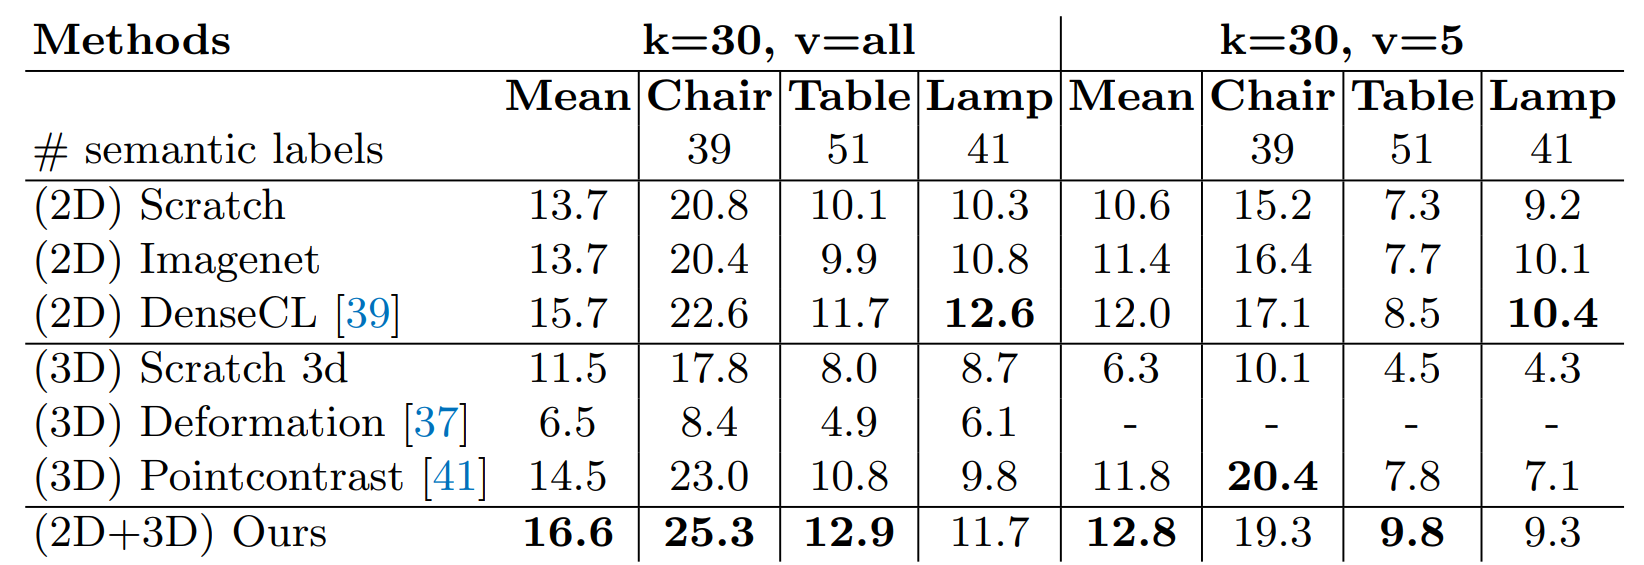 Methods k=30, v=all k=30, v=5
Mean Chair Table Lamp Mean Chair Table Lamp
# semantic labels 39 51 41 39 51 41
(2D) Scratch 13.7 20.8 10.1 10.3 10.6 15.2 7.3 9.2
(2D) Imagenet 13.7 20.4 9.9 10.8 11.4 16.4 7.7 10.1
(2D) DenseCL [39] 15.7 22.6 11.7 12.6 12.0 17.1 8.5 10.4
(3D) Scratch 3d 11.5 17.8 8.0 8.7 6.3 10.1 4.5 4.3
(3D) Deformation [37] 6.5 8.4 4.9 6.1 - - - -
(3D) Pointcontrast [41] 14.5 23.0 10.8 9.8 11.8 20.4 7.8 7.1
(2D+3D) Ours 16.6 25.3 12.9 11.7 12.8 19.3 9.8 9.3